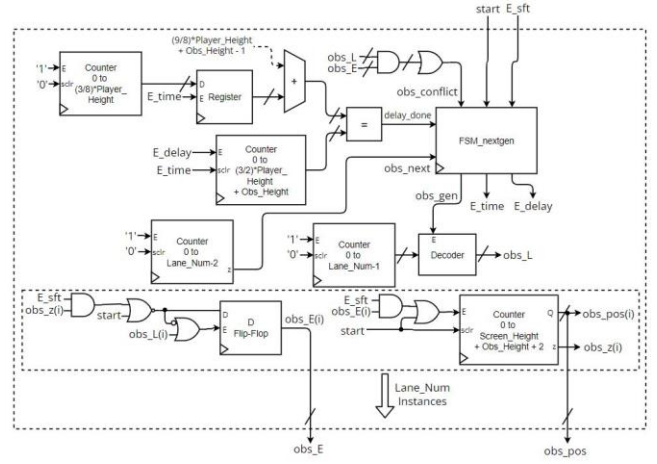 start E_sft
(9/8)*Player_Height
+ Obs_Height - 1
'1' E
'0' sclr
Counter
0 to
(3/8)*Player_
Height
E_time
D
E
Register
+
obs_L
obs_E
obs_conflict
=
delay_done
FSM_nextgen
E_delay E
E_time sclr
Counter
0 to
(3/2)*Player_
Height
+ Obs_Height
obs_next
obs_gen
E_time
E_delay
'1' E
'0' sclr
Counter
0 to
Lane_Num-2
z
'1' E
'0' sclr
Counter
0 to
Lane_Num-1
E
Decoder
obs_L
E_sft
obs_z(i)
start
obs_L(i)
D
E
D
Flip-Flop
obs_E(i)
E_sft
obs_E(i)
start
E
sclr
Counter
0 to
Screen_Height
+ Obs_Height + 2
Q
z
obs_pos(i)
obs_z(i)
Lane_Num
Instances
obs_E
obs_pos